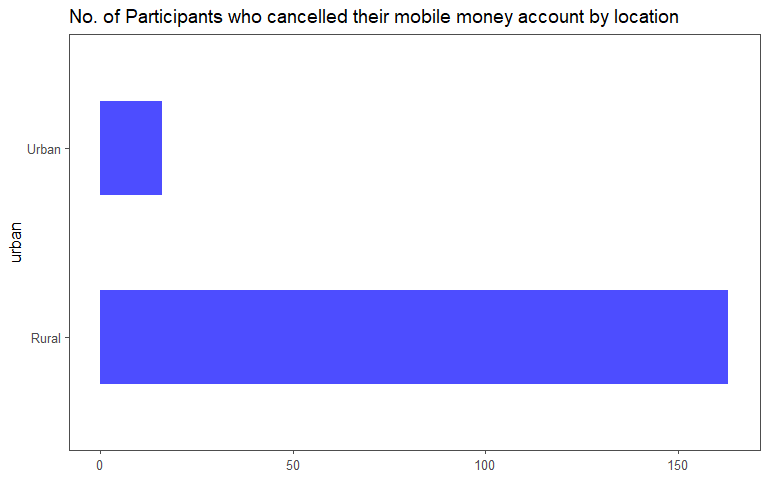 No. of Participants who cancelled their mobile money account by location
Urban
urban
Rural
0 50 100 150